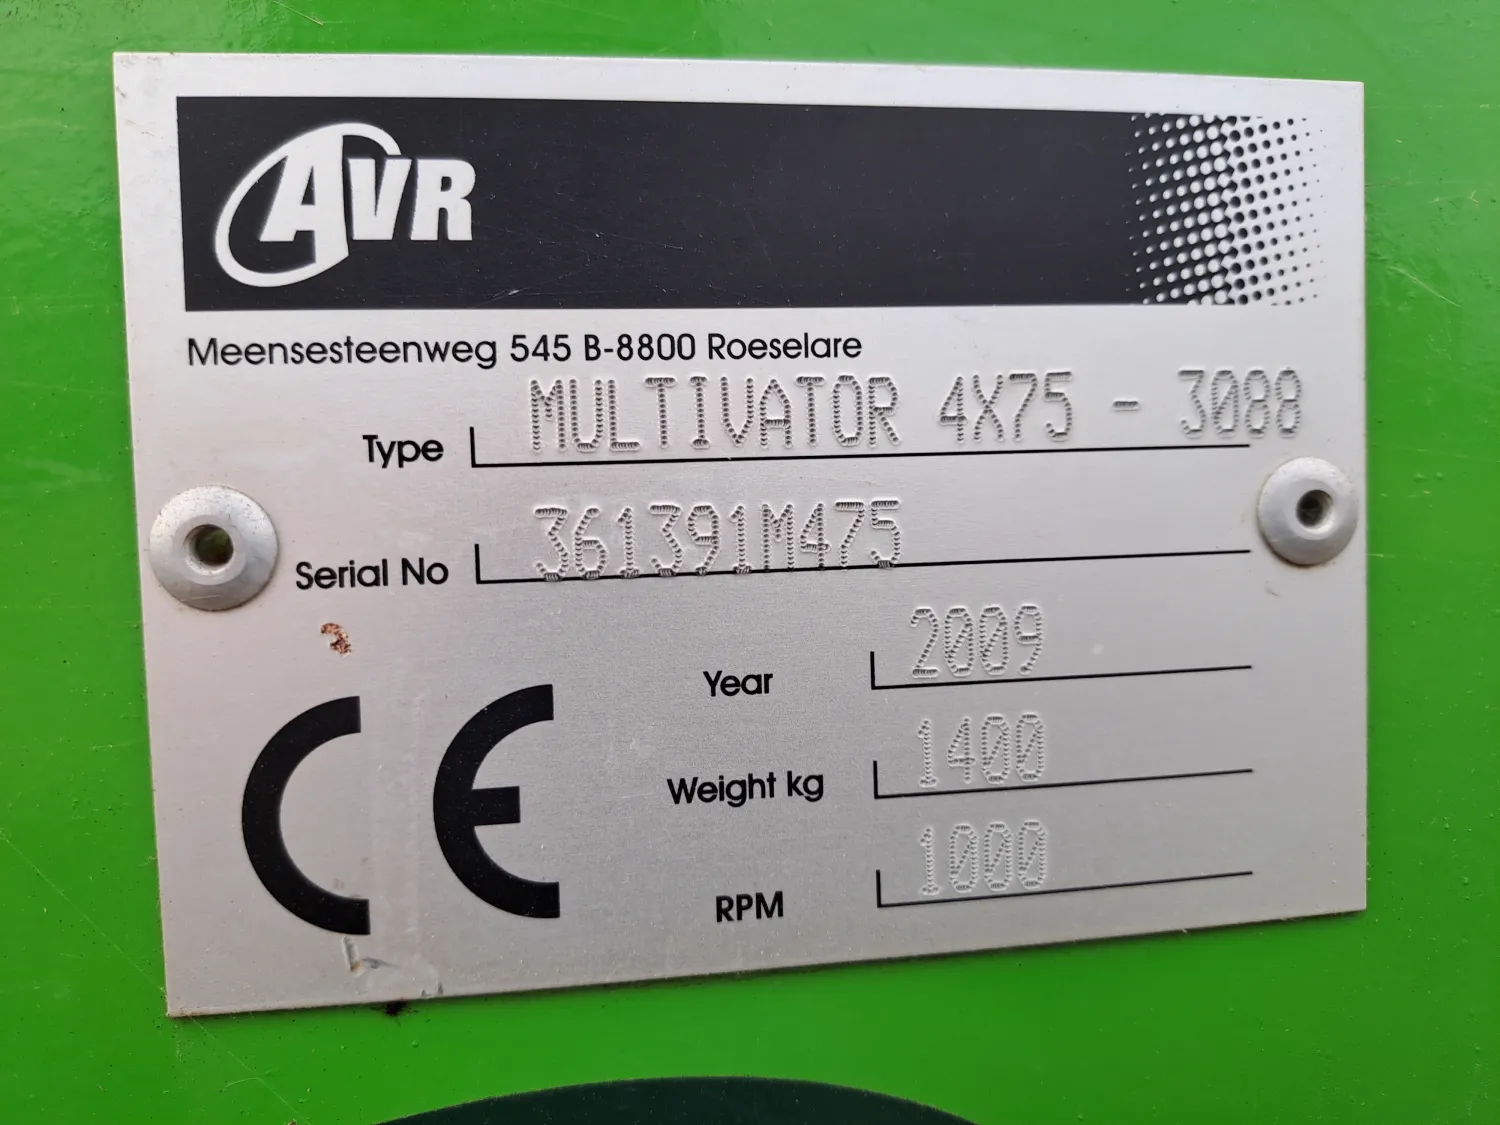 AVR
Meensesteenweg 545 B-8800 Roeselare
Type MULTIVATOR 4X75 - 3088
Serial No 361391M475
Year 2009
Weight kg 1400
RPM 1000
CE